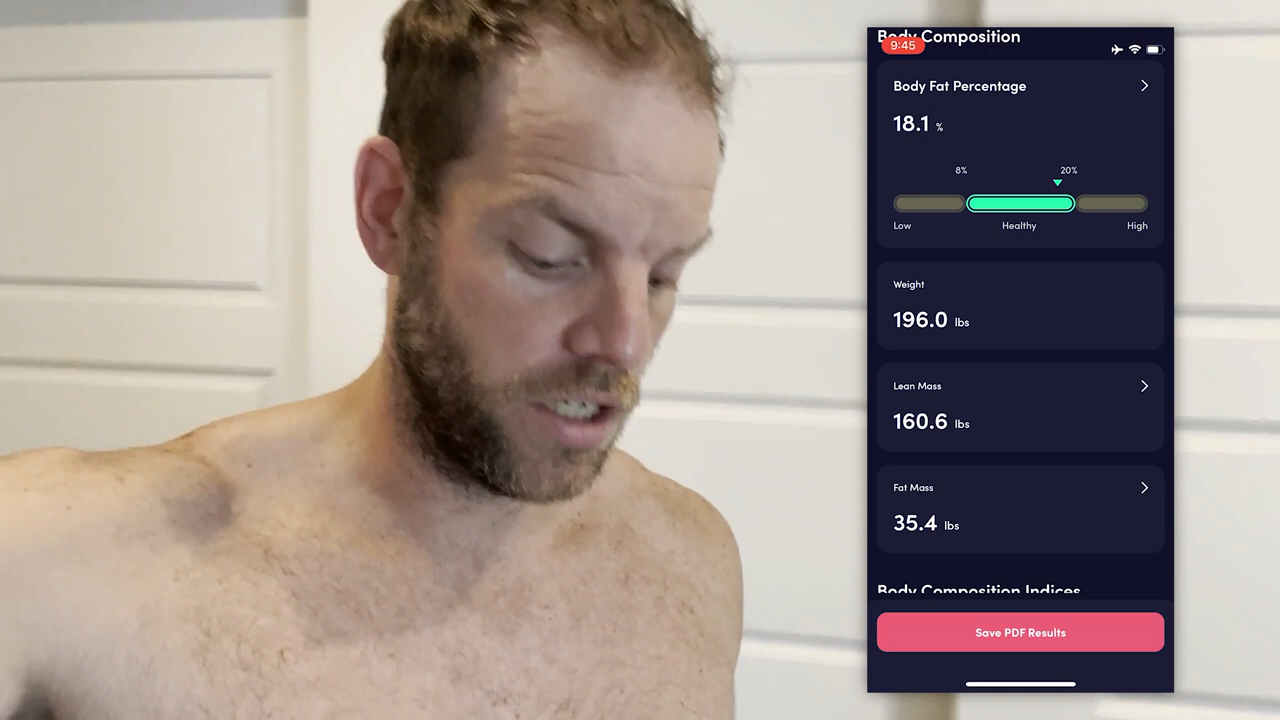 Body Composition
9:45
Body Fat Percentage
18.1 %
8% 20%
Low Healthy High
Weight
196.0 lbs
Lean Mass
160.6 lbs
Fat Mass
35.4 lbs
Body Composition Indices
Save PDF Results